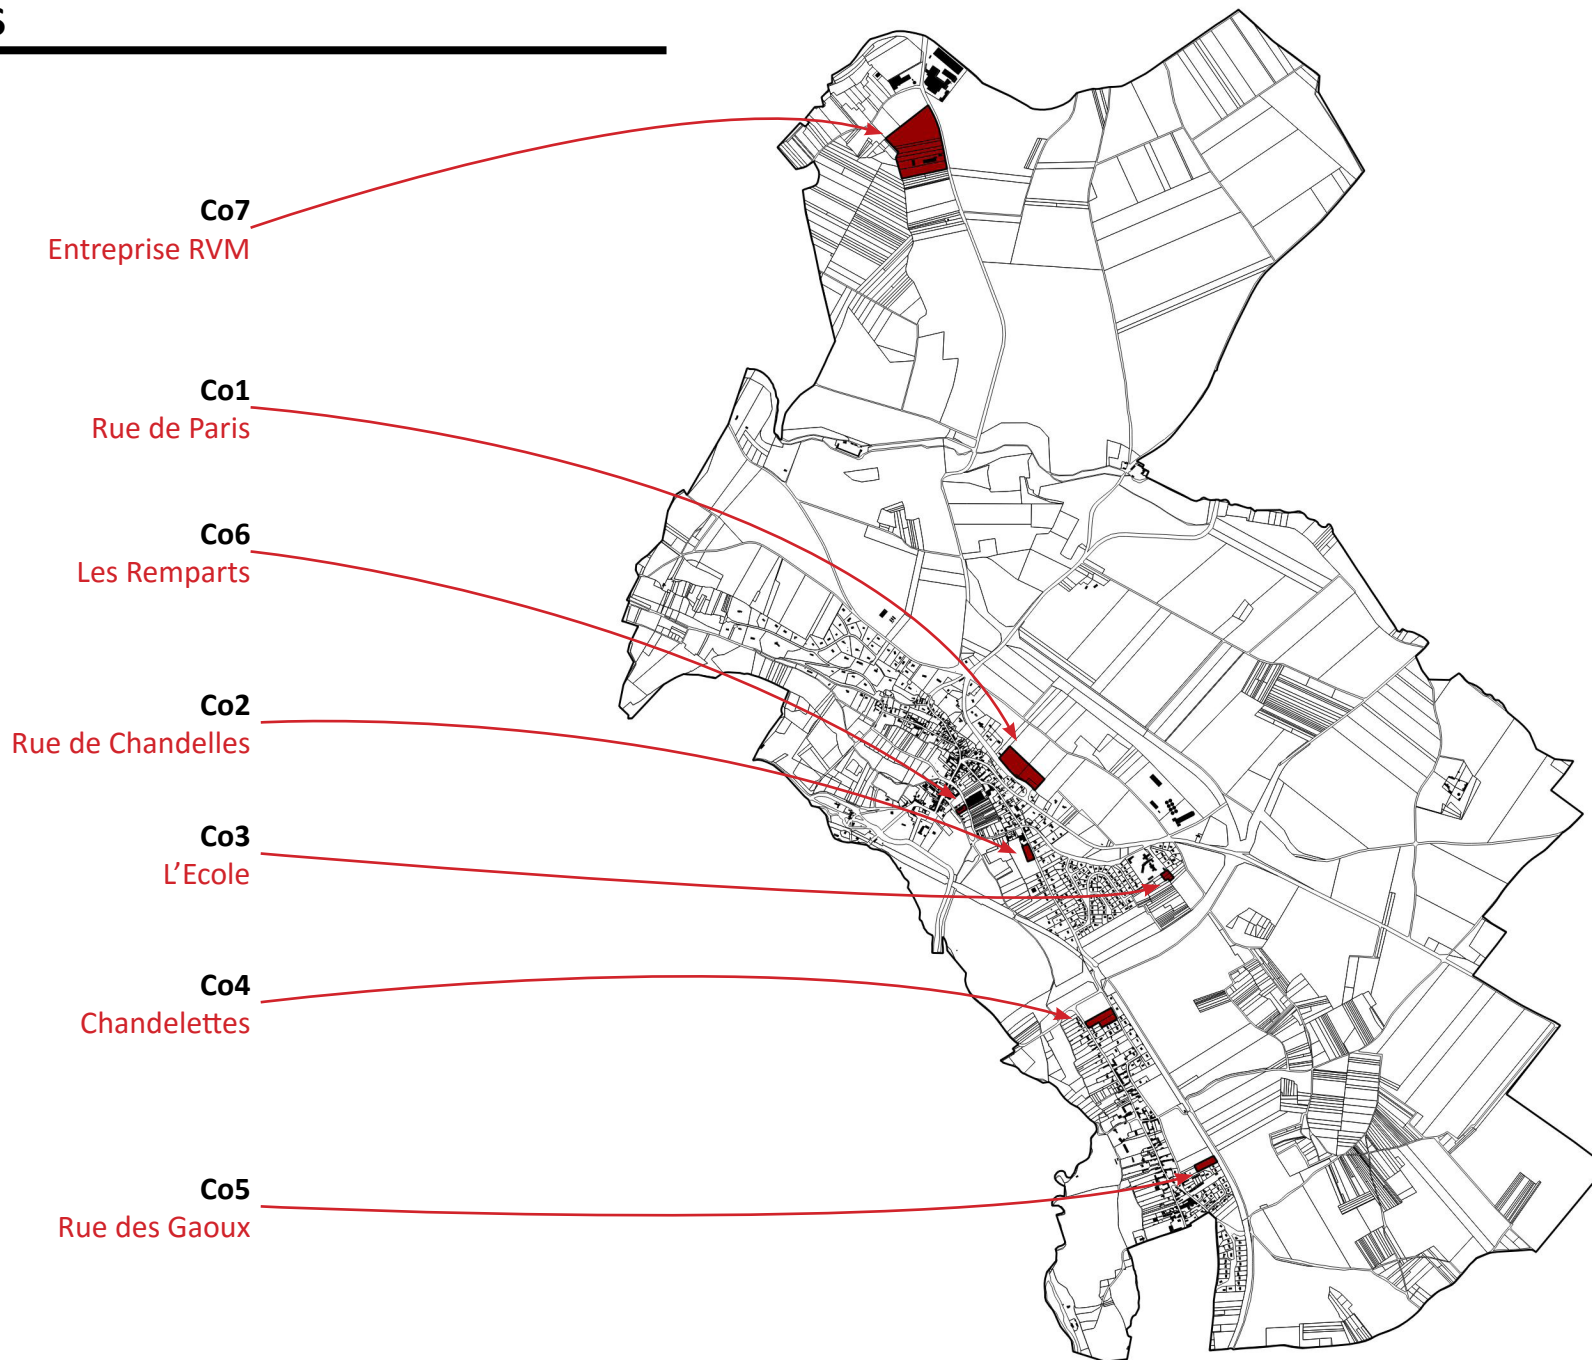 S
Co7
Entreprise RVM
Co1
Rue de Paris
Co6
Les Remparts
Co2
Rue de Chandelles
Co3
L’Ecole
Co4
Chandelettes
Co5
Rue des Gaoux